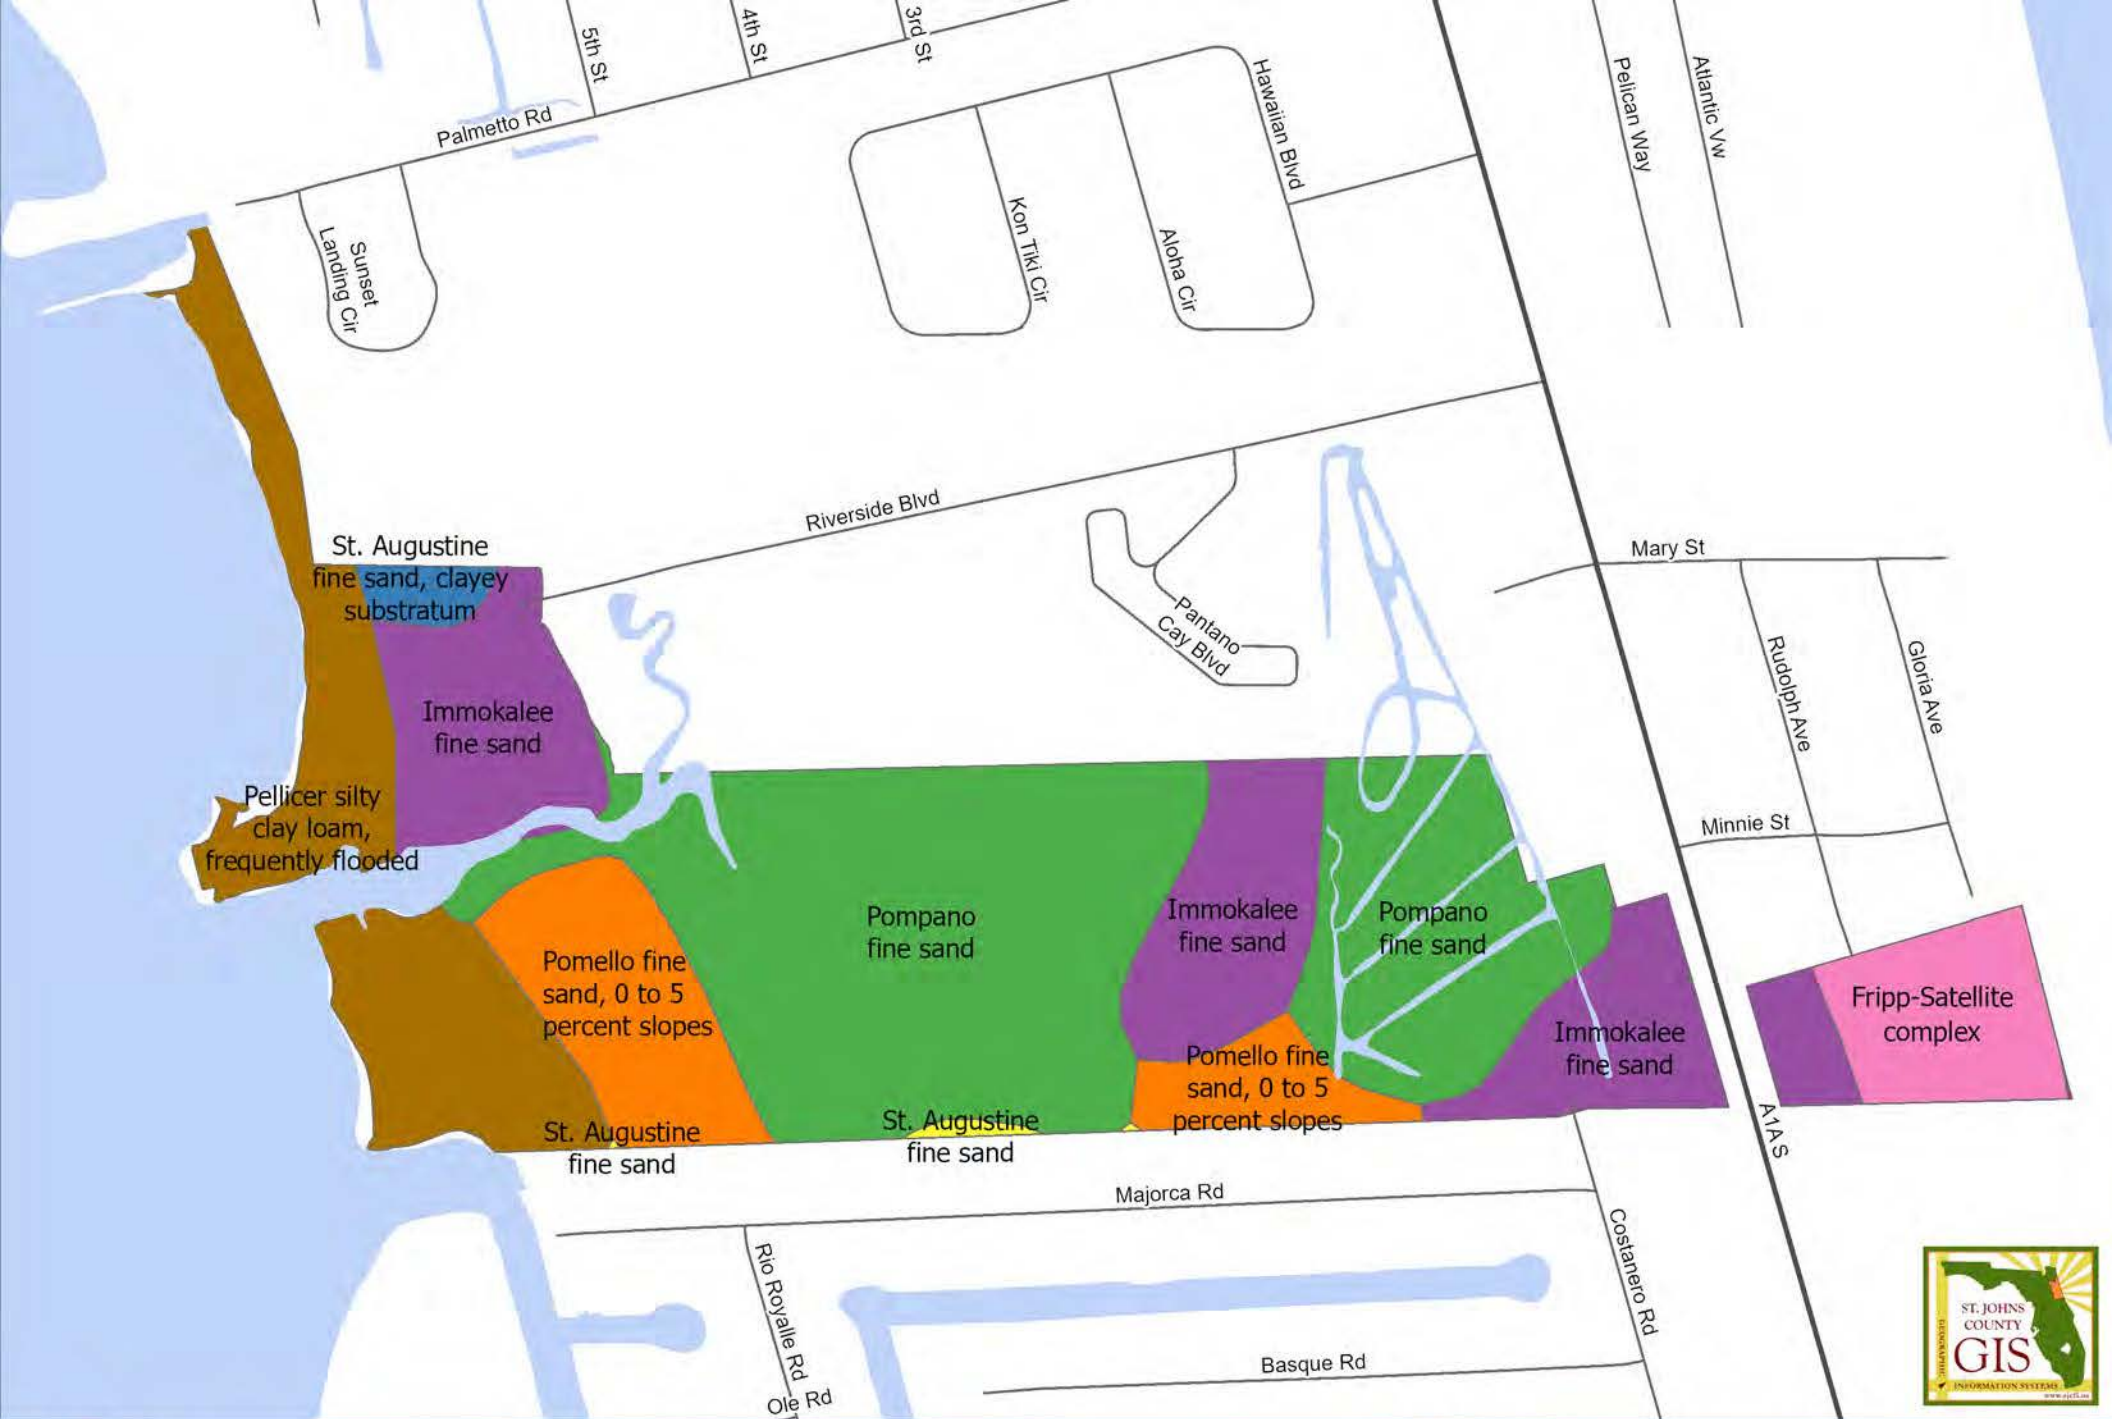 5th St
4th St
3rd St
Palmetto Rd
Hawaiian Blvd
Pelican Way
Atlantic Vw
Sunset
Landing Cir
Kon Tiki Cir
Aloha Cir
Riverside Blvd
St. Augustine
fine sand, clayey
substratum
Mary St
Pantano
Cay Blvd
Rudolph Ave
Gloria Ave
Immokalee
fine sand
Pellicer silty
clay loam,
frequently flooded
Minnie St
Pompano
fine sand
Immokalee
fine sand
Pompano
fine sand
Pomello fine
sand, 0 to 5
percent slopes
Fripp-Satellite
complex
Immokalee
fine sand
Pomello fine
sand, 0 to 5
percent slopes
St. Augustine
fine sand
St. Augustine
fine sand
A1A S
Majorca Rd
Costanero Rd
Rio Royalle Rd
Basque Rd
Ole Rd
ST. JOHNS
COUNTY
GIS
GEOGRAPHIC
INFORMATION SYSTEMS